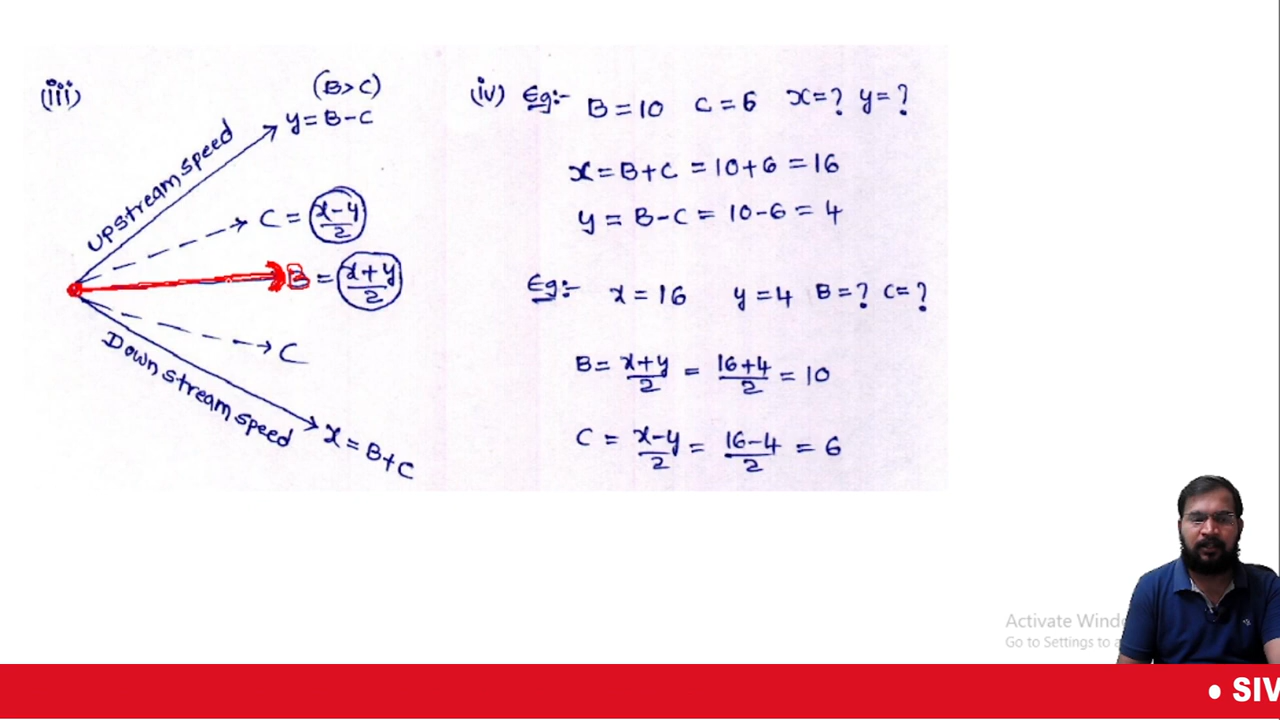 (iii)
(B>C)
y = B-C
Upstream speed
C = x-y/2
B = x+y/2
C
Down stream speed
x = B+C
(iv) Eg:- B=10 C=6 x=? y=?
x = B+C = 10+6 = 16
y = B-C = 10-6 = 4
Eg:- x=16 y=4 B=? C=?
B = x+y/2 = 16+4/2 = 10
C = x-y/2 = 16-4/2 = 6
Activate Wind
Go to Settings to a
• SIV